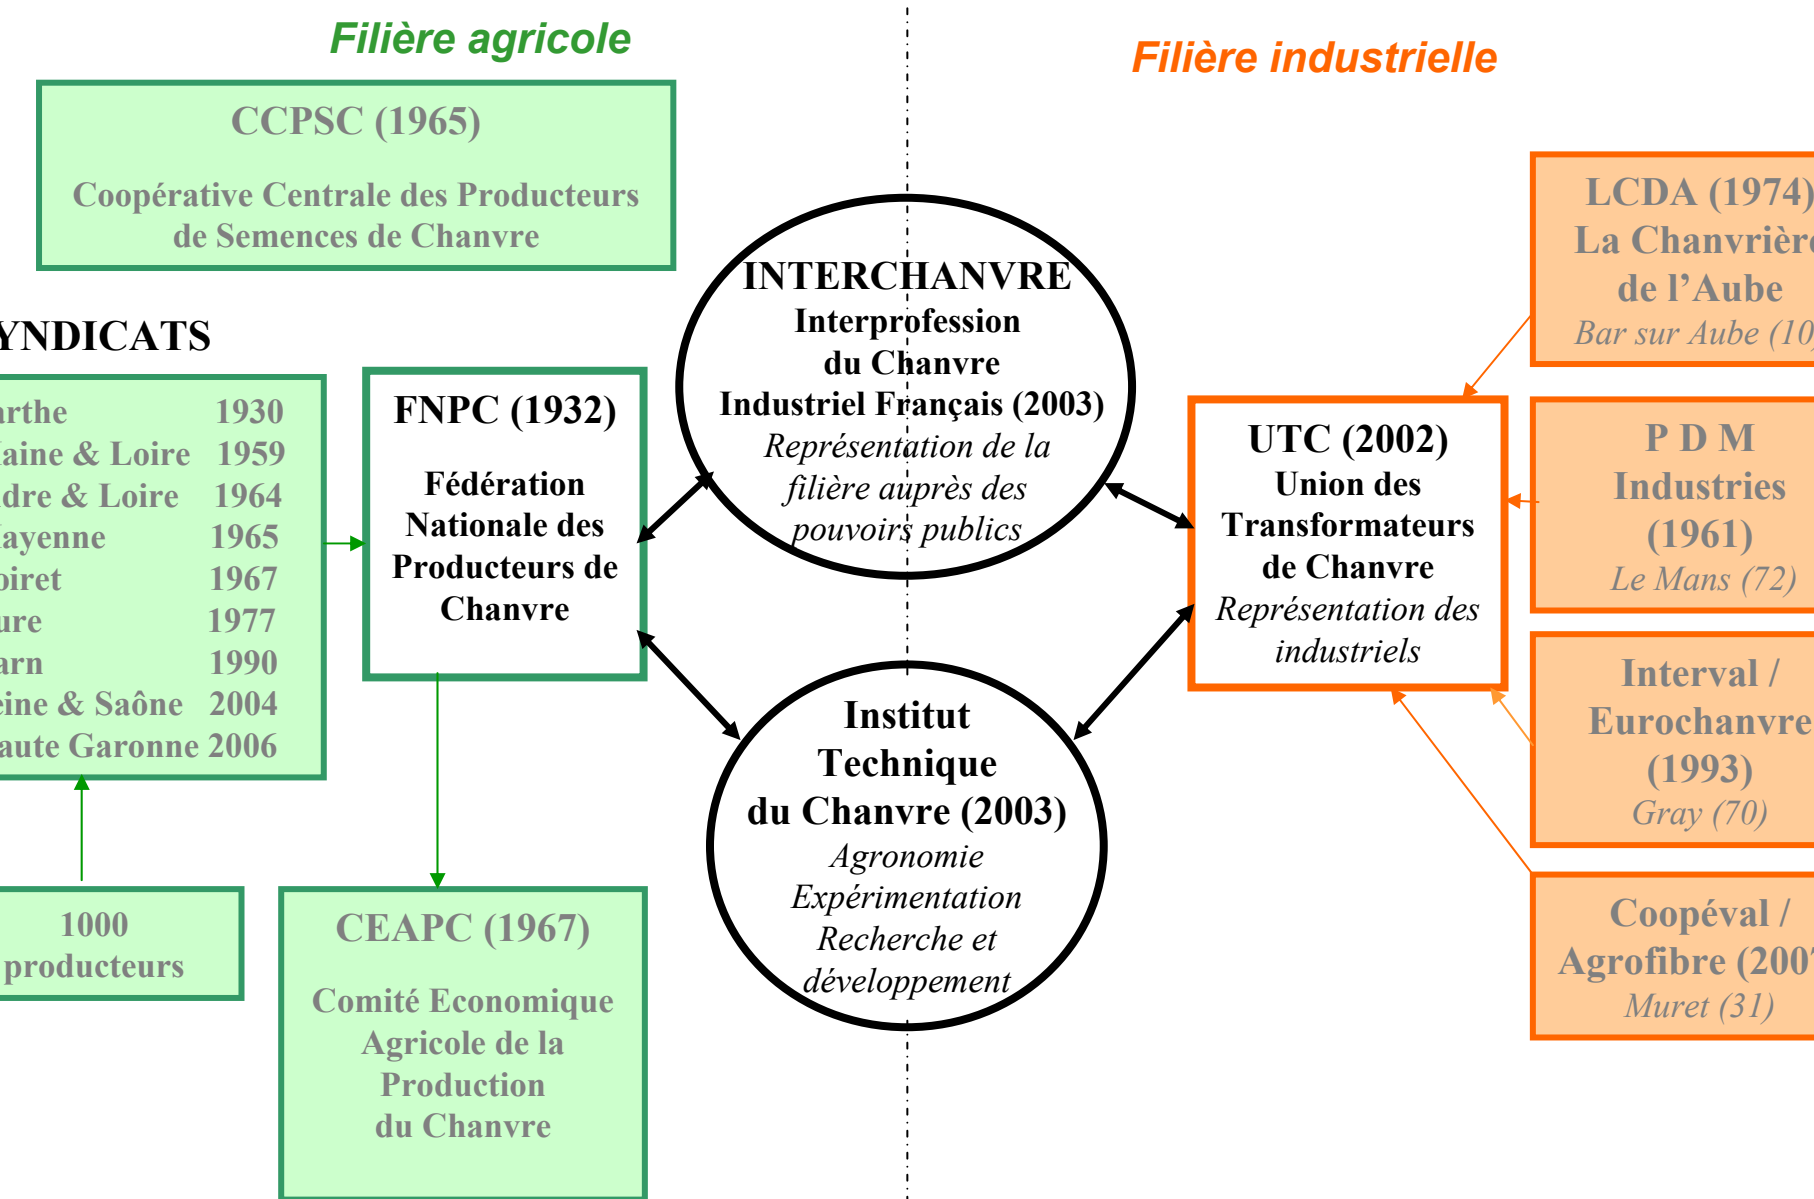 Filière agricole
Filière industrielle
CCPSC (1965)
Coopérative Centrale des Producteurs
de Semences de Chanvre
YNDICATS
arthe 1930
aine & Loire 1959
dre & Loire 1964
ayenne 1965
oiret 1967
ure 1977
arn 1990
eine & Saône 2004
aute Garonne 2006
1000
producteurs
FNPC (1932)
Fédération
Nationale des
Producteurs de
Chanvre
CEAPC (1967)
Comité Economique
Agricole de la
Production
du Chanvre
INTERCHANVRE
Interprofession
du Chanvre
Industriel Français (2003)
Représentation de la
filière auprès des
pouvoirs publics
Institut
Technique
du Chanvre (2003)
Agronomie
Expérimentation
Recherche et
développement
UTC (2002)
Union des
Transformateurs
de Chanvre
Représentation des
industriels
LCDA (1974)
La Chanvrière
de l’Aube
Bar sur Aube (10)
P D M
Industries
(1961)
Le Mans (72)
Interval /
Eurochanvre
(1993)
Gray (70)
Coopéval /
Agrofibre (2007
Muret (31)